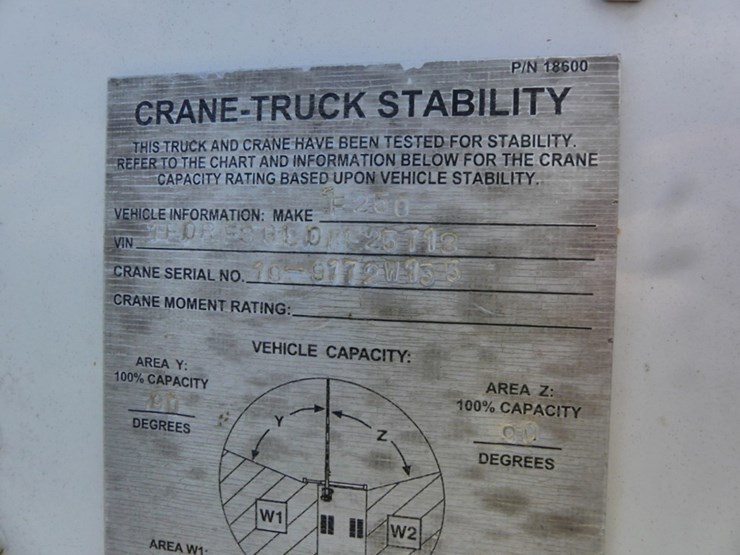 P/N 18600
CRANE-TRUCK STABILITY
THIS TRUCK AND CRANE HAVE BEEN TESTED FOR STABILITY.
REFER TO THE CHART AND INFORMATION BELOW FOR THE CRANE
CAPACITY RATING BASED UPON VEHICLE STABILITY.
VEHICLE INFORMATION: MAKE
VIN
CRANE SERIAL NO.
CRANE MOMENT RATING:
VEHICLE CAPACITY:
AREA Y:
100% CAPACITY
DEGREES
AREA Z:
100% CAPACITY
DEGREES
Y
Z
W1
W2
AREA W1: